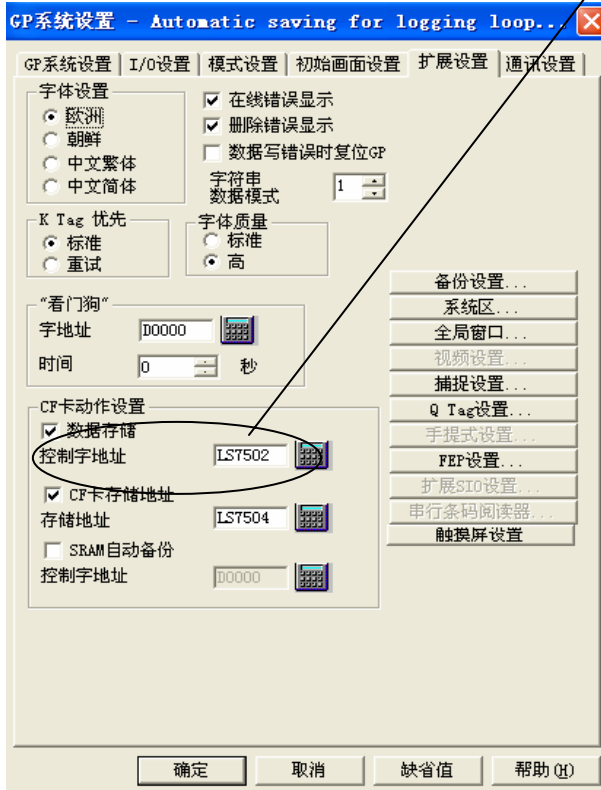 GP系统设置 - Automatic saving for logging loop...
GP系统设置 I/O设置 模式设置 初始画面设置 扩展设置 通讯设置
字体设置
欧洲
朝鲜
中文繁体
中文简体
在线错误显示
删除错误显示
数据写错误时复位GP
字符串
数据模式 1
K Tag 优先
标准
重试
字体质量
标准
高
"看门狗"
字地址 D0000
时间 0 秒
CF卡动作设置
数据存储
控制字地址 LS7502
CF卡存储地址
存储地址 LS7504
SRAM自动备份
控制字地址 D0000
备份设置...
系统区...
全局窗口...
视频设置...
捕捉设置...
Q Tag设置...
手提式设置...
FEP设置...
扩展SIO设置...
串行条码阅读器...
触摸屏设置
确定 取消 缺省值 帮助(H)